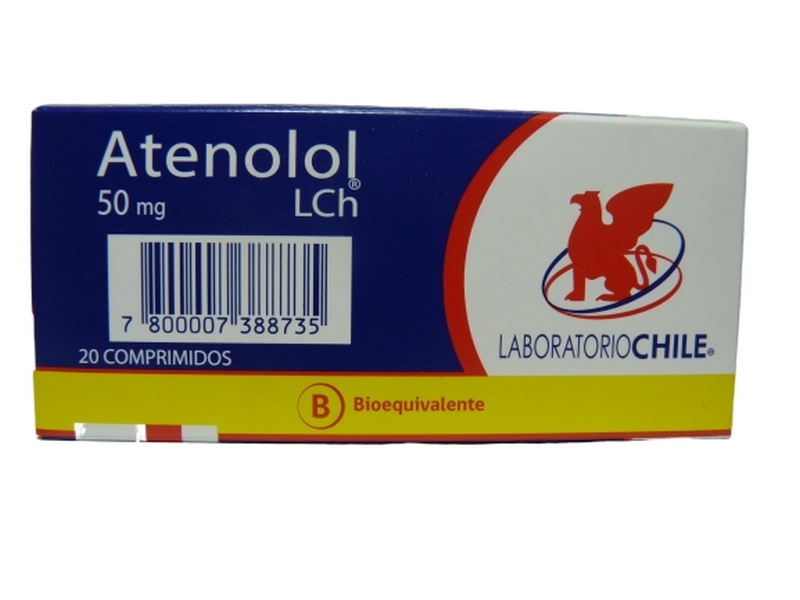 Atenolol®
50 mg LCh
7 800007 388735
20 COMPRIMIDOS
LABORATORIOCHILE®
B Bioequivalente